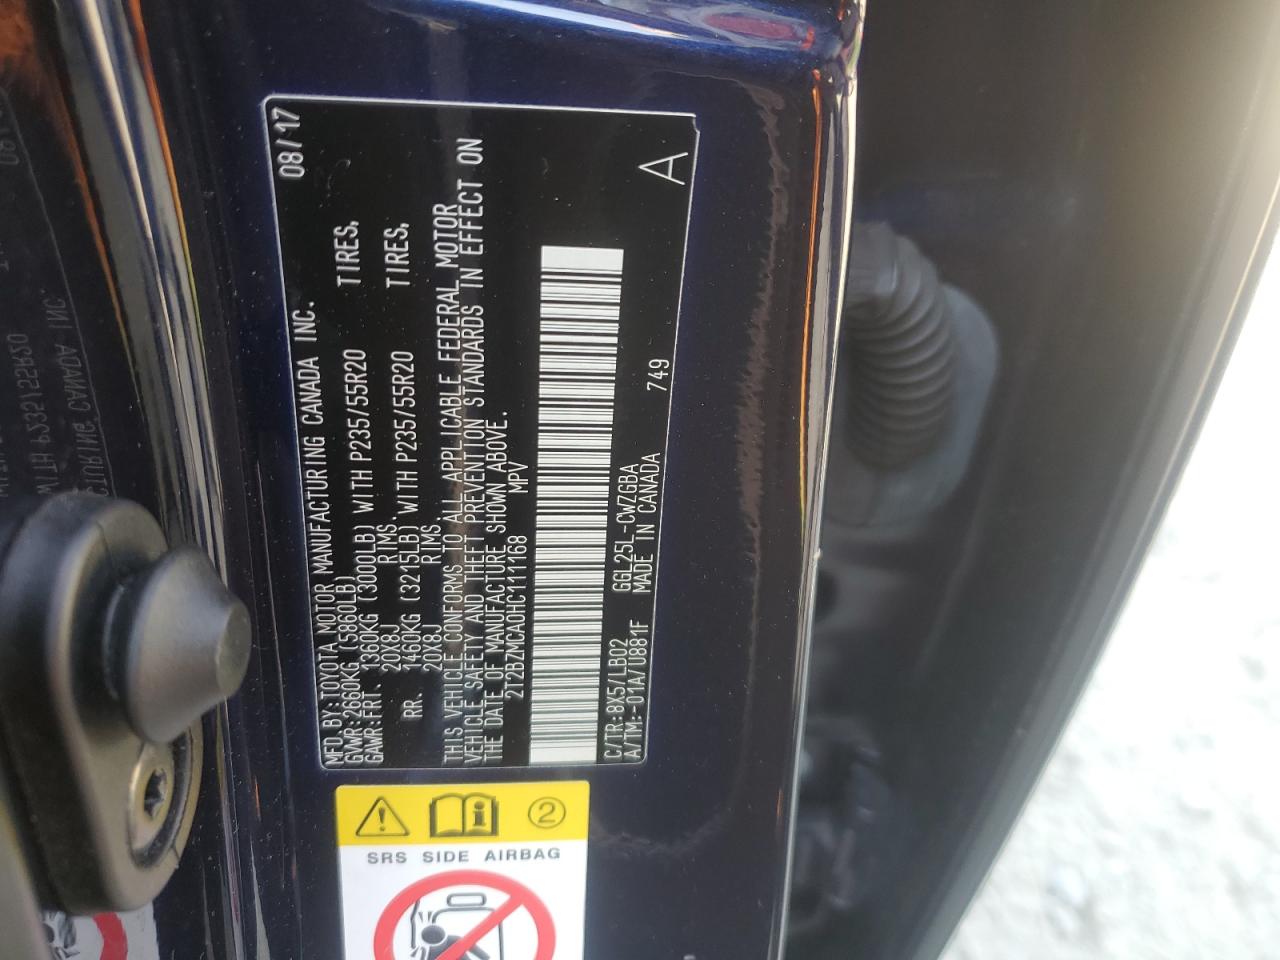 MFD.BY:TOYOTA MOTOR MANUFACTURING CANADA INC. 08/17
GVWR:2660KG (5860LB)
GAWR:FRT. 1360KG (3000LB) WITH P235/55R20 TIRES,
20X8J RIMS.
RR. 1460KG (3215LB) WITH P235/55R20 TIRES,
20X8J RIMS.
THIS VEHICLE CONFORMS TO ALL APPLICABLE FEDERAL MOTOR
VEHICLE SAFETY AND THEFT PREVENTION STANDARDS IN EFFECT ON
THE DATE OF MANUFACTURE SHOWN ABOVE.
2T2BZMCA0HC111168 MPV
C/TR:8X5/LB02 GGL25L-CWZGBA
A/TM:-01A/U881F MADE IN CANADA 749 A
2
SRS SIDE AIRBAG